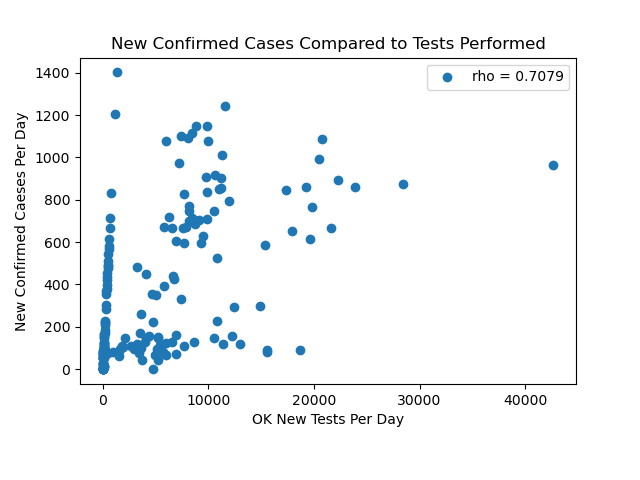 New Confirmed Cases Compared to Tests Performed
rho = 0.7079
New Confirmed Caeses Per Day
1400
1200
1000
800
600
400
200
0
0 10000 20000 30000 40000
OK New Tests Per Day